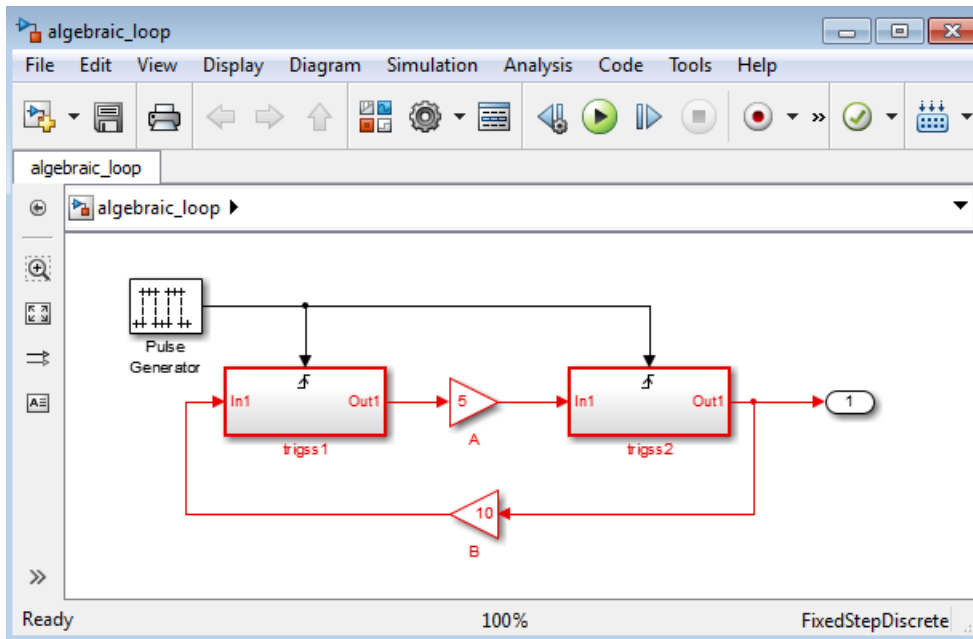 algebraic_loop
File Edit View Display Diagram Simulation Analysis Code Tools Help
»
algebraic_loop
algebraic_loop
Pulse
Generator
In1 Out1
trigss1
5
A
In1 Out1
trigss2
1
10
B
»
Ready 100% FixedStepDiscrete